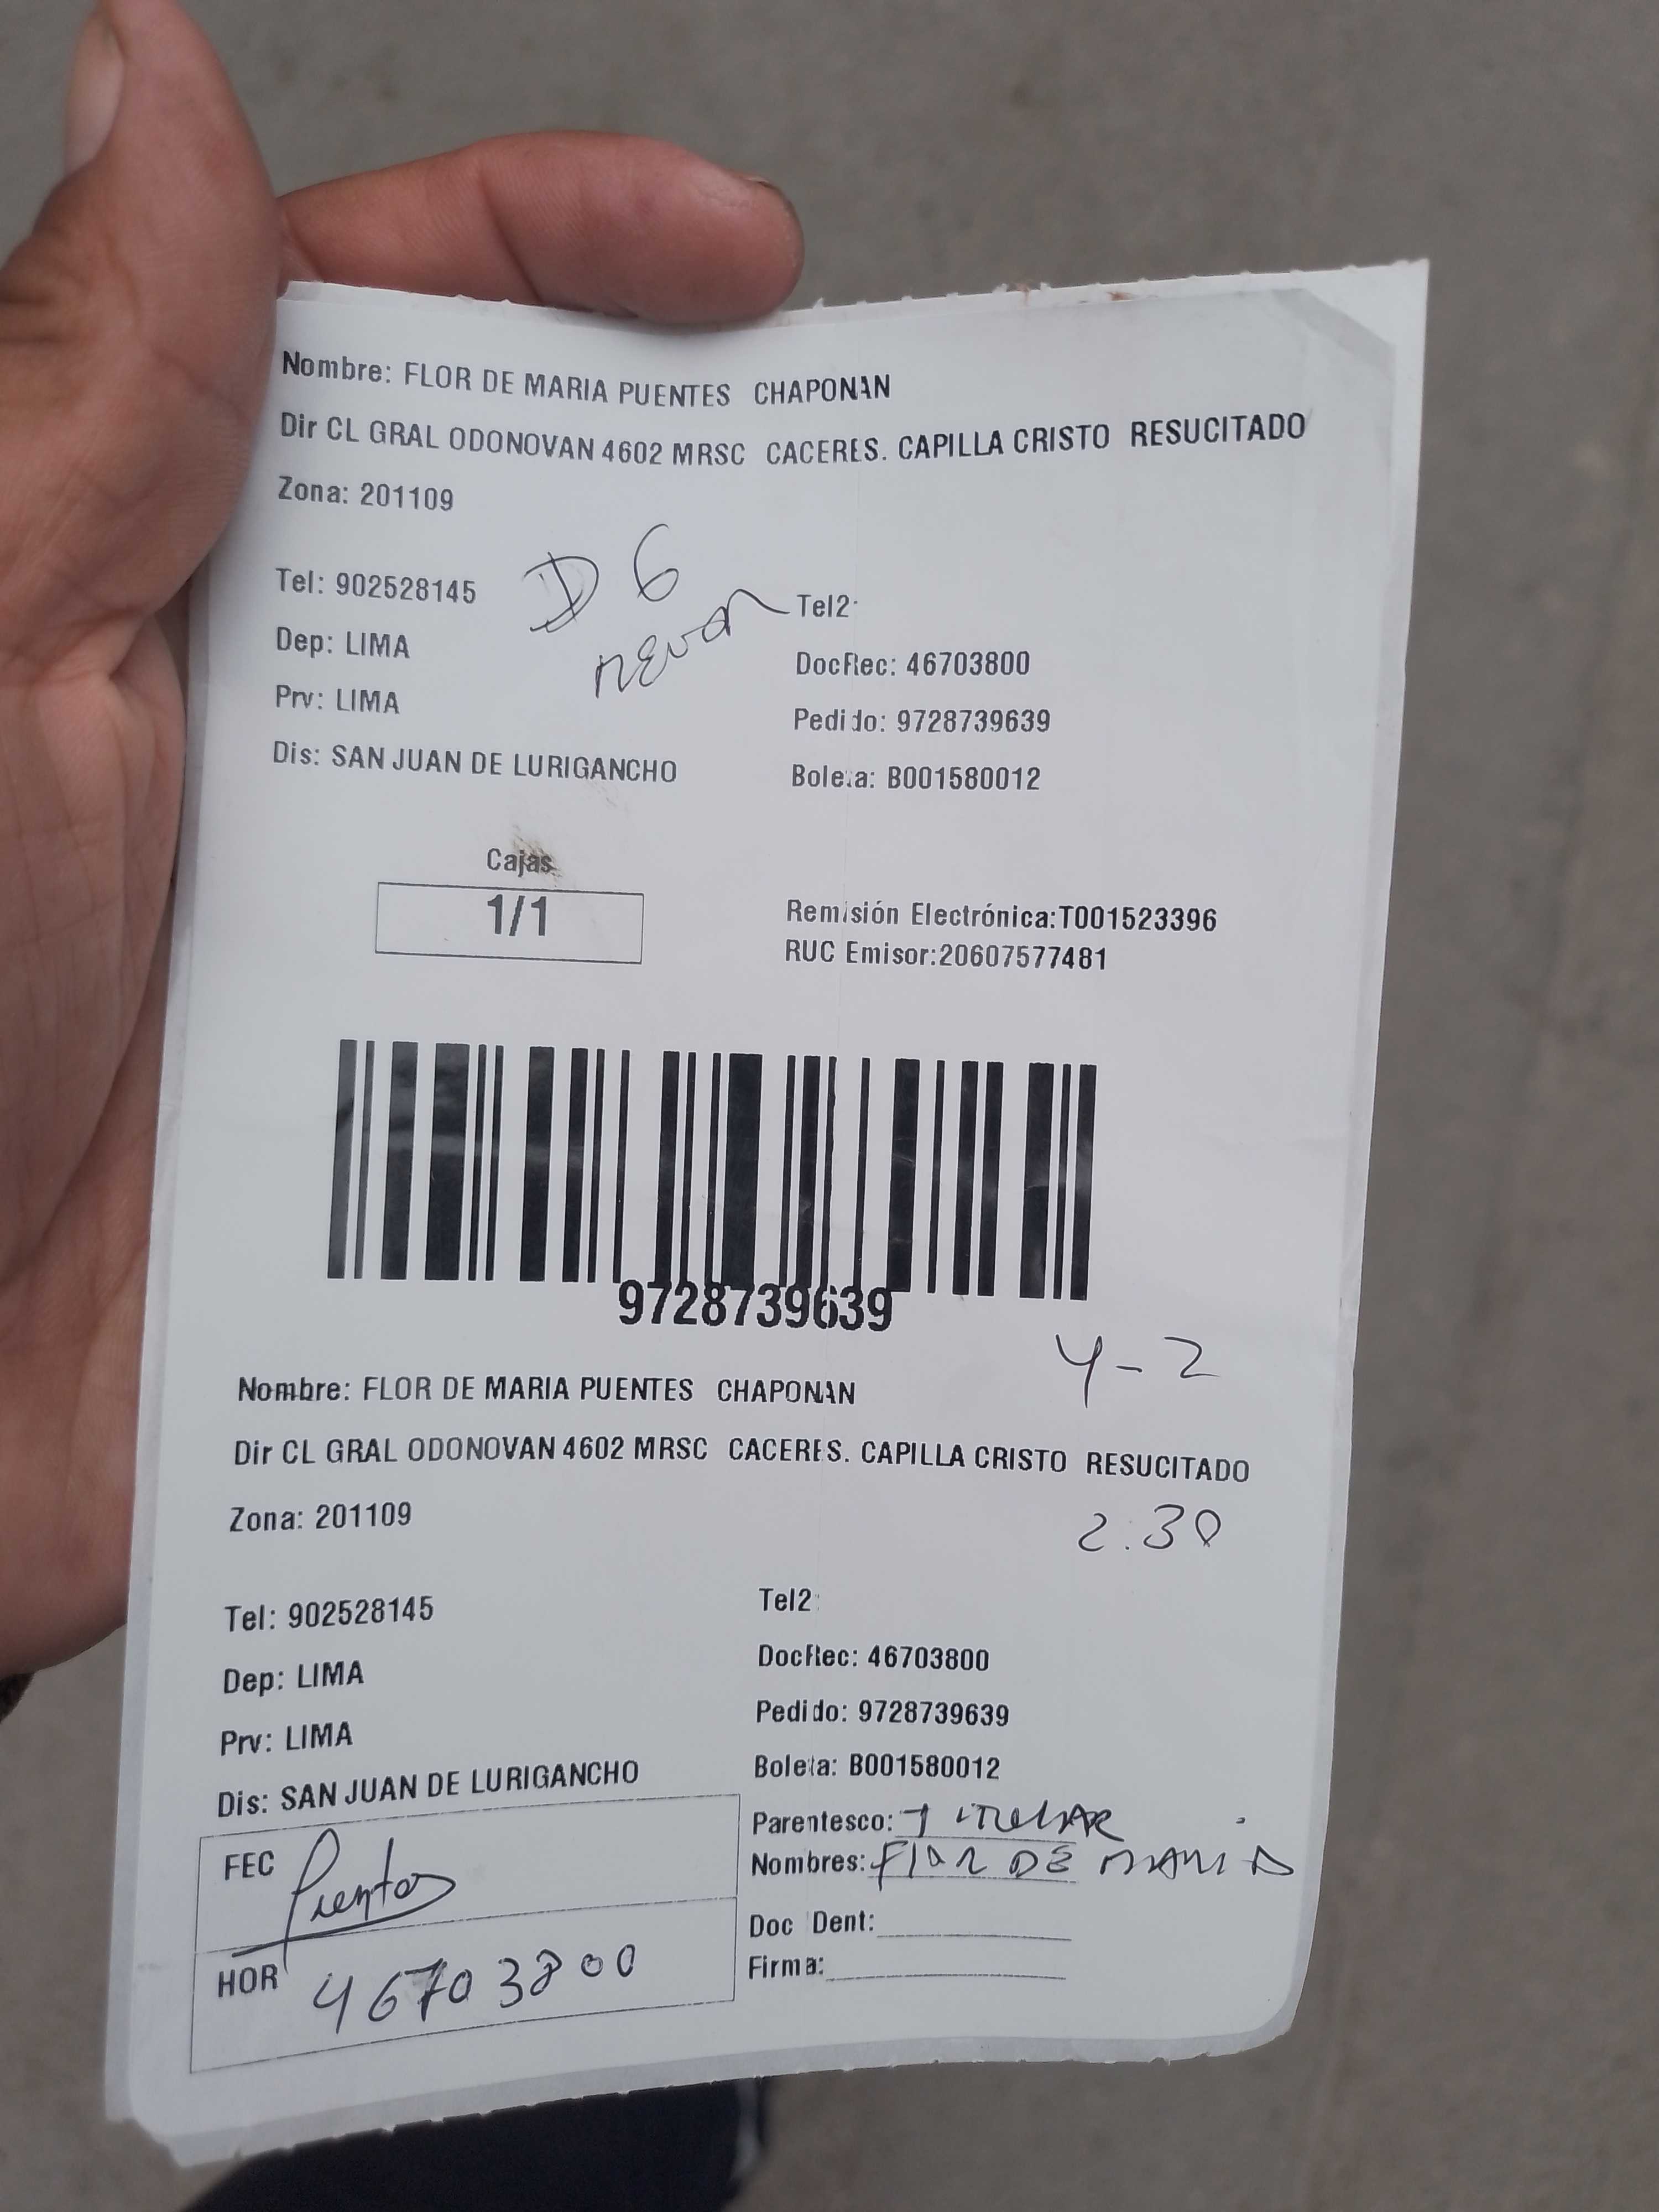 Nombre: FLOR DE MARIA PUENTES CHAPONAN
Dir CL GRAL ODONOVAN 4602 MRSC CACERES. CAPILLA CRISTO RESUCITADO
Zona: 201109
D 6
Tel: 902528145 Tel2:
Dep: LIMA DocRec: 46703800
Prv: LIMA Pedido: 9728739639
Dis: SAN JUAN DE LURIGANCHO Boleta: B001580012
Cajas
1/1
Remisión Electrónica:T001523396
RUC Emisor:20607577481
9728739639
4-2
Nombre: FLOR DE MARIA PUENTES CHAPONAN
Dir CL GRAL ODONOVAN 4602 MRSC CACERES. CAPILLA CRISTO RESUCITADO
Zona: 201109
2:30
Tel: 902528145 Tel2:
Dep: LIMA DocRec: 46703800
Prv: LIMA Pedido: 9728739639
Dis: SAN JUAN DE LURIGANCHO Boleta: B001580012
Parentesco: TITULAR
FEC Puentes Nombres: FLOR DE MARIA
Doc Dent:
HOR 46703800 Firma: